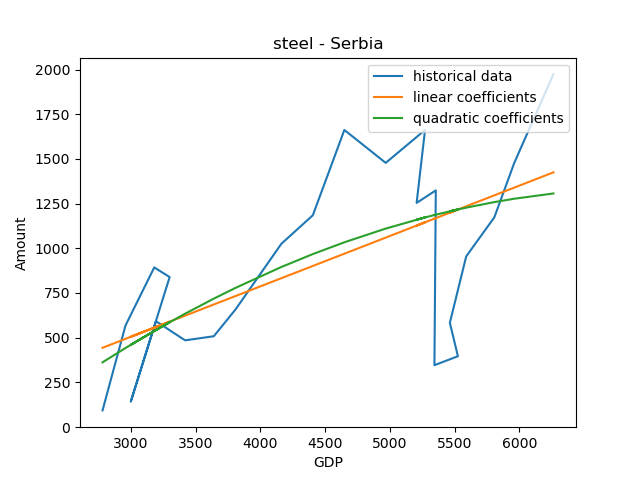 steel - Serbia
historical data
linear coefficients
quadratic coefficients
Amount
2000
1750
1500
1250
1000
750
500
250
0
3000 3500 4000 4500 5000 5500 6000
GDP